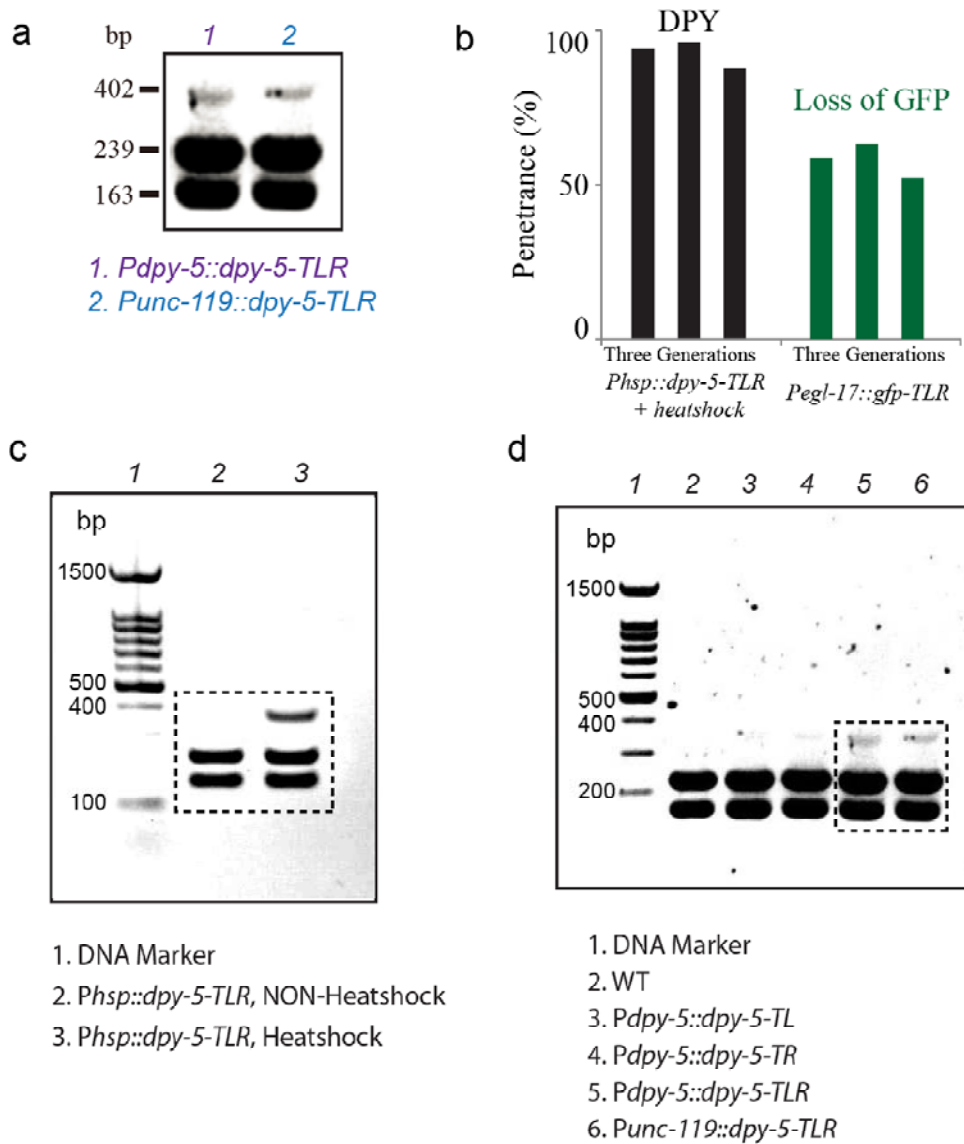 a
bp 1 2
402
239
163
1. Pdpy-5::dpy-5-TLR
2. Punc-119::dpy-5-TLR
b
Penetrance (%)
100
50
0
DPY
Loss of GFP
Three Generations
Phsp::dpy-5-TLR
+ heatshock
Three Generations
Pegl-17::gfp-TLR
c
1 2 3
bp
1500
500
400
100
1. DNA Marker
2. Phsp::dpy-5-TLR, NON-Heatshock
3. Phsp::dpy-5-TLR, Heatshock
d
1 2 3 4 5 6
bp
1500
500
400
200
1. DNA Marker
2. WT
3. Pdpy-5::dpy-5-TL
4. Pdpy-5::dpy-5-TR
5. Pdpy-5::dpy-5-TLR
6. Punc-119::dpy-5-TLR